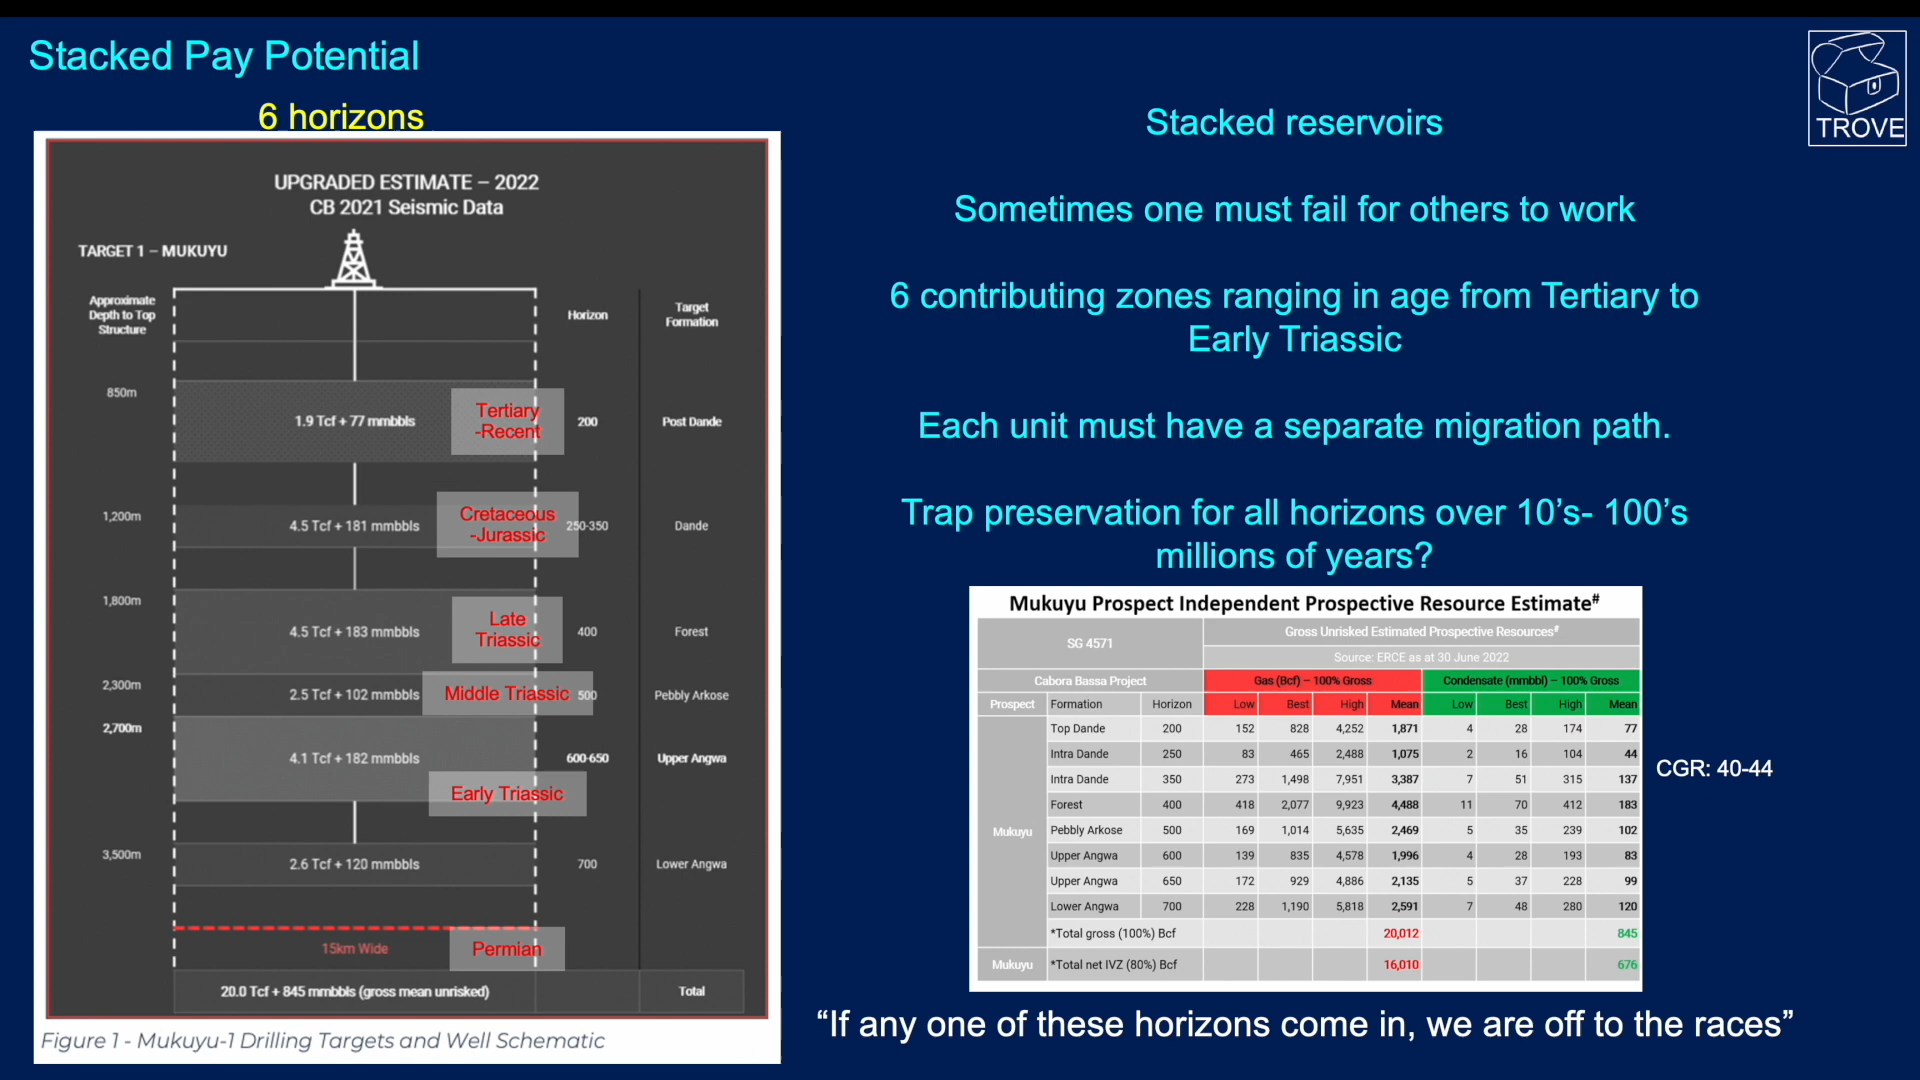 Stacked Pay Potential
6 horizons
UPGRADED ESTIMATE – 2022
CB 2021 Seismic Data
TARGET 1 – MUKUYU
Approximate
Depth to Top
Structure
Horizon
Target
Formation
850m
1.9 Tcf + 77 mmbbls
Tertiary
-Recent
200
Post Dande
1,200m
4.5 Tcf + 181 mmbbls
Cretaceous
-Jurassic
250-350
Dande
1,800m
4.5 Tcf + 183 mmbbls
Late
Triassic
400
Forest
2,300m
2.5 Tcf + 102 mmbbls
Middle Triassic
500
Pebbly Arkose
2,700m
4.1 Tcf + 182 mmbbls
600-650
Upper Angwa
Early Triassic
3,500m
2.6 Tcf + 120 mmbbls
700
Lower Angwa
15km Wide
Permian
20.0 Tcf + 845 mmbbls (gross mean unrisked)
Total
Figure 1 - Mukuyu-1 Drilling Targets and Well Schematic
TROVE
Stacked reservoirs
Sometimes one must fail for others to work
6 contributing zones ranging in age from Tertiary to
Early Triassic
Each unit must have a separate migration path.
Trap preservation for all horizons over 10’s- 100’s
millions of years?
Mukuyu Prospect Independent Prospective Resource Estimate#
SG 4571
Gross Unrisked Estimated Prospective Resources#
Source: ERCE as at 30 June 2022
Cabora Bassa Project Gas (Bcf) – 100% Gross Condensate (mmbbl) – 100% Gross
Prospect Formation Horizon Low Best High Mean Low Best High Mean
Top Dande 200 152 828 4,252 1,871 4 28 174 77
Intra Dande 250 83 465 2,488 1,075 2 16 104 44
Intra Dande 350 273 1,498 7,951 3,387 7 51 315 137
Forest 400 418 2,077 9,923 4,488 11 70 412 183
Mukuyu Pebbly Arkose 500 169 1,014 5,635 2,469 5 35 239 102
Upper Angwa 600 139 835 4,578 1,996 4 28 193 83
Upper Angwa 650 172 929 4,886 2,135 5 37 228 99
Lower Angwa 700 228 1,190 5,818 2,591 7 48 280 120
*Total gross (100%) Bcf 20,012 845
Mukuyu *Total net IVZ (80%) Bcf 16,010 676
CGR: 40-44
“If any one of these horizons come in, we are off to the races”